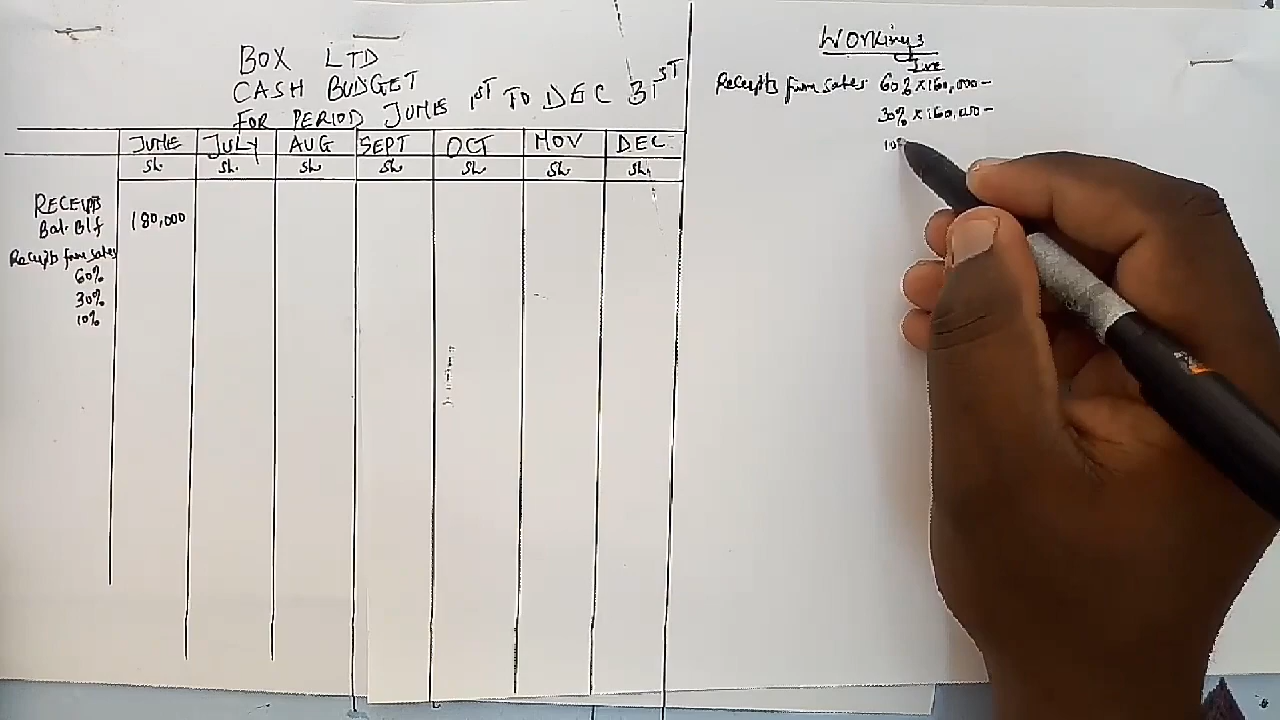 BOX LTD
CASH BUDGET
FOR PERIOD JUNE 1ST TO DEC 31ST
JUNE JULY AUG SEPT OCT NOV DEC
sh. sh. sh. sh. sh. sh. sh.
RECEIPTS
Bal. B/f 180,000
Receipts from sales
60%
30%
10%
Workings
June
Receipts from sales 60% × 160,000 -
30% × 160,000 -
10%